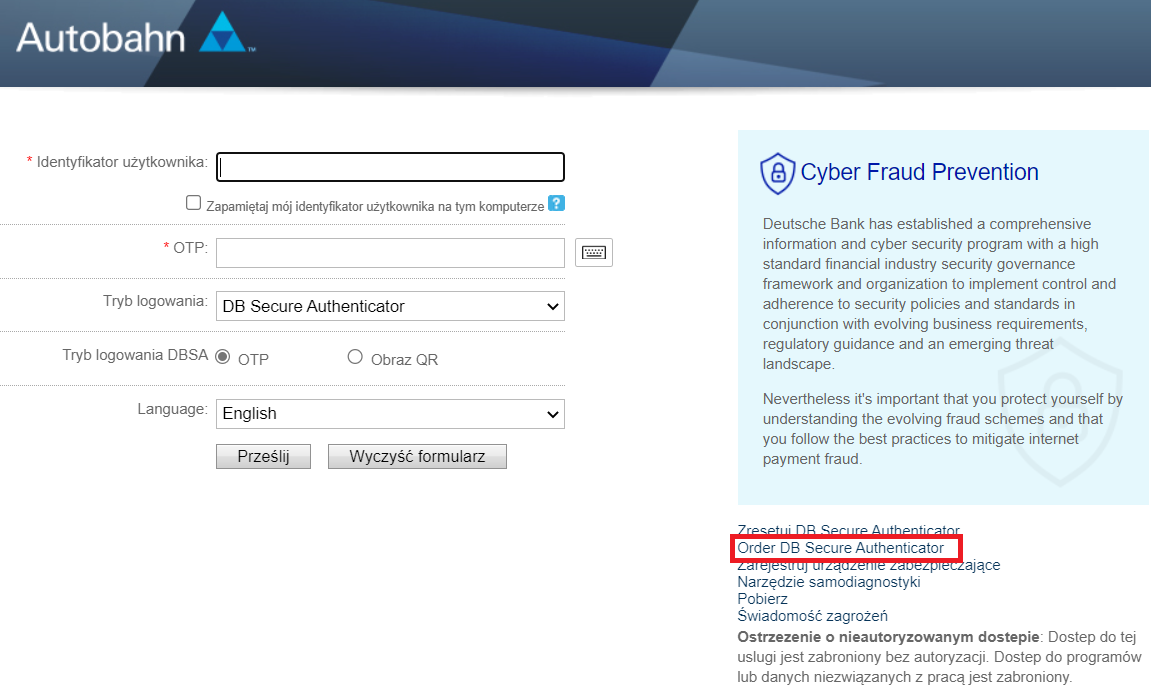 Autobahn TM
* Identyfikator użytkownika:
Zapamiętaj mój identyfikator użytkownika na tym komputerze ?
* OTP:
Tryb logowania: DB Secure Authenticator
Tryb logowania DBSA OTP Obraz QR
Language: English
Prześlij Wyczyść formularz
Cyber Fraud Prevention
Deutsche Bank has established a comprehensive
information and cyber security program with a high
standard financial industry security governance
framework and organization to implement control and
adherence to security policies and standards in
conjunction with evolving business requirements,
regulatory guidance and an emerging threat
landscape.
Nevertheless it's important that you protect yourself by
understanding the evolving fraud schemes and that
you follow the best practices to mitigate internet
payment fraud.
Zresetuj DB Secure Authenticator
Order DB Secure Authenticator
Zarejestruj urządzenie zabezpieczające
Narzędzie samodiagnostyki
Pobierz
Świadomość zagrożeń
Ostrzezenie o nieautoryzowanym dostepie: Dostep do tej
uslugi jest zabroniony bez autoryzacji. Dostep do programów
lub danych niezwiązanych z pracą jest zabroniony.